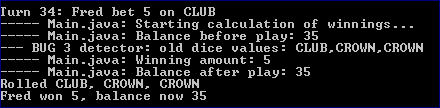 Turn 34: Fred bet 5 on CLUB
----- Main.java: Starting calculation of winnings...
----- Main.java: Balance before play: 35
--- BUG 3 detector: old dice values: CLUB,CROWN,CROWN
----- Main.java: Winning amount: 5
----- Main.java: Balance after play: 35
Rolled CLUB, CROWN, CROWN
Fred won 5, balance now 35